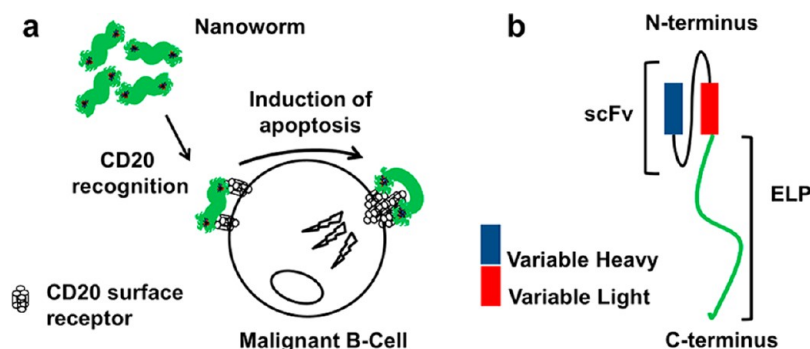 a
Nanoworm
Induction of
apoptosis
CD20
recognition
CD20 surface
receptor
Malignant B-Cell
b
N-terminus
scFv
ELP
Variable Heavy
Variable Light
C-terminus